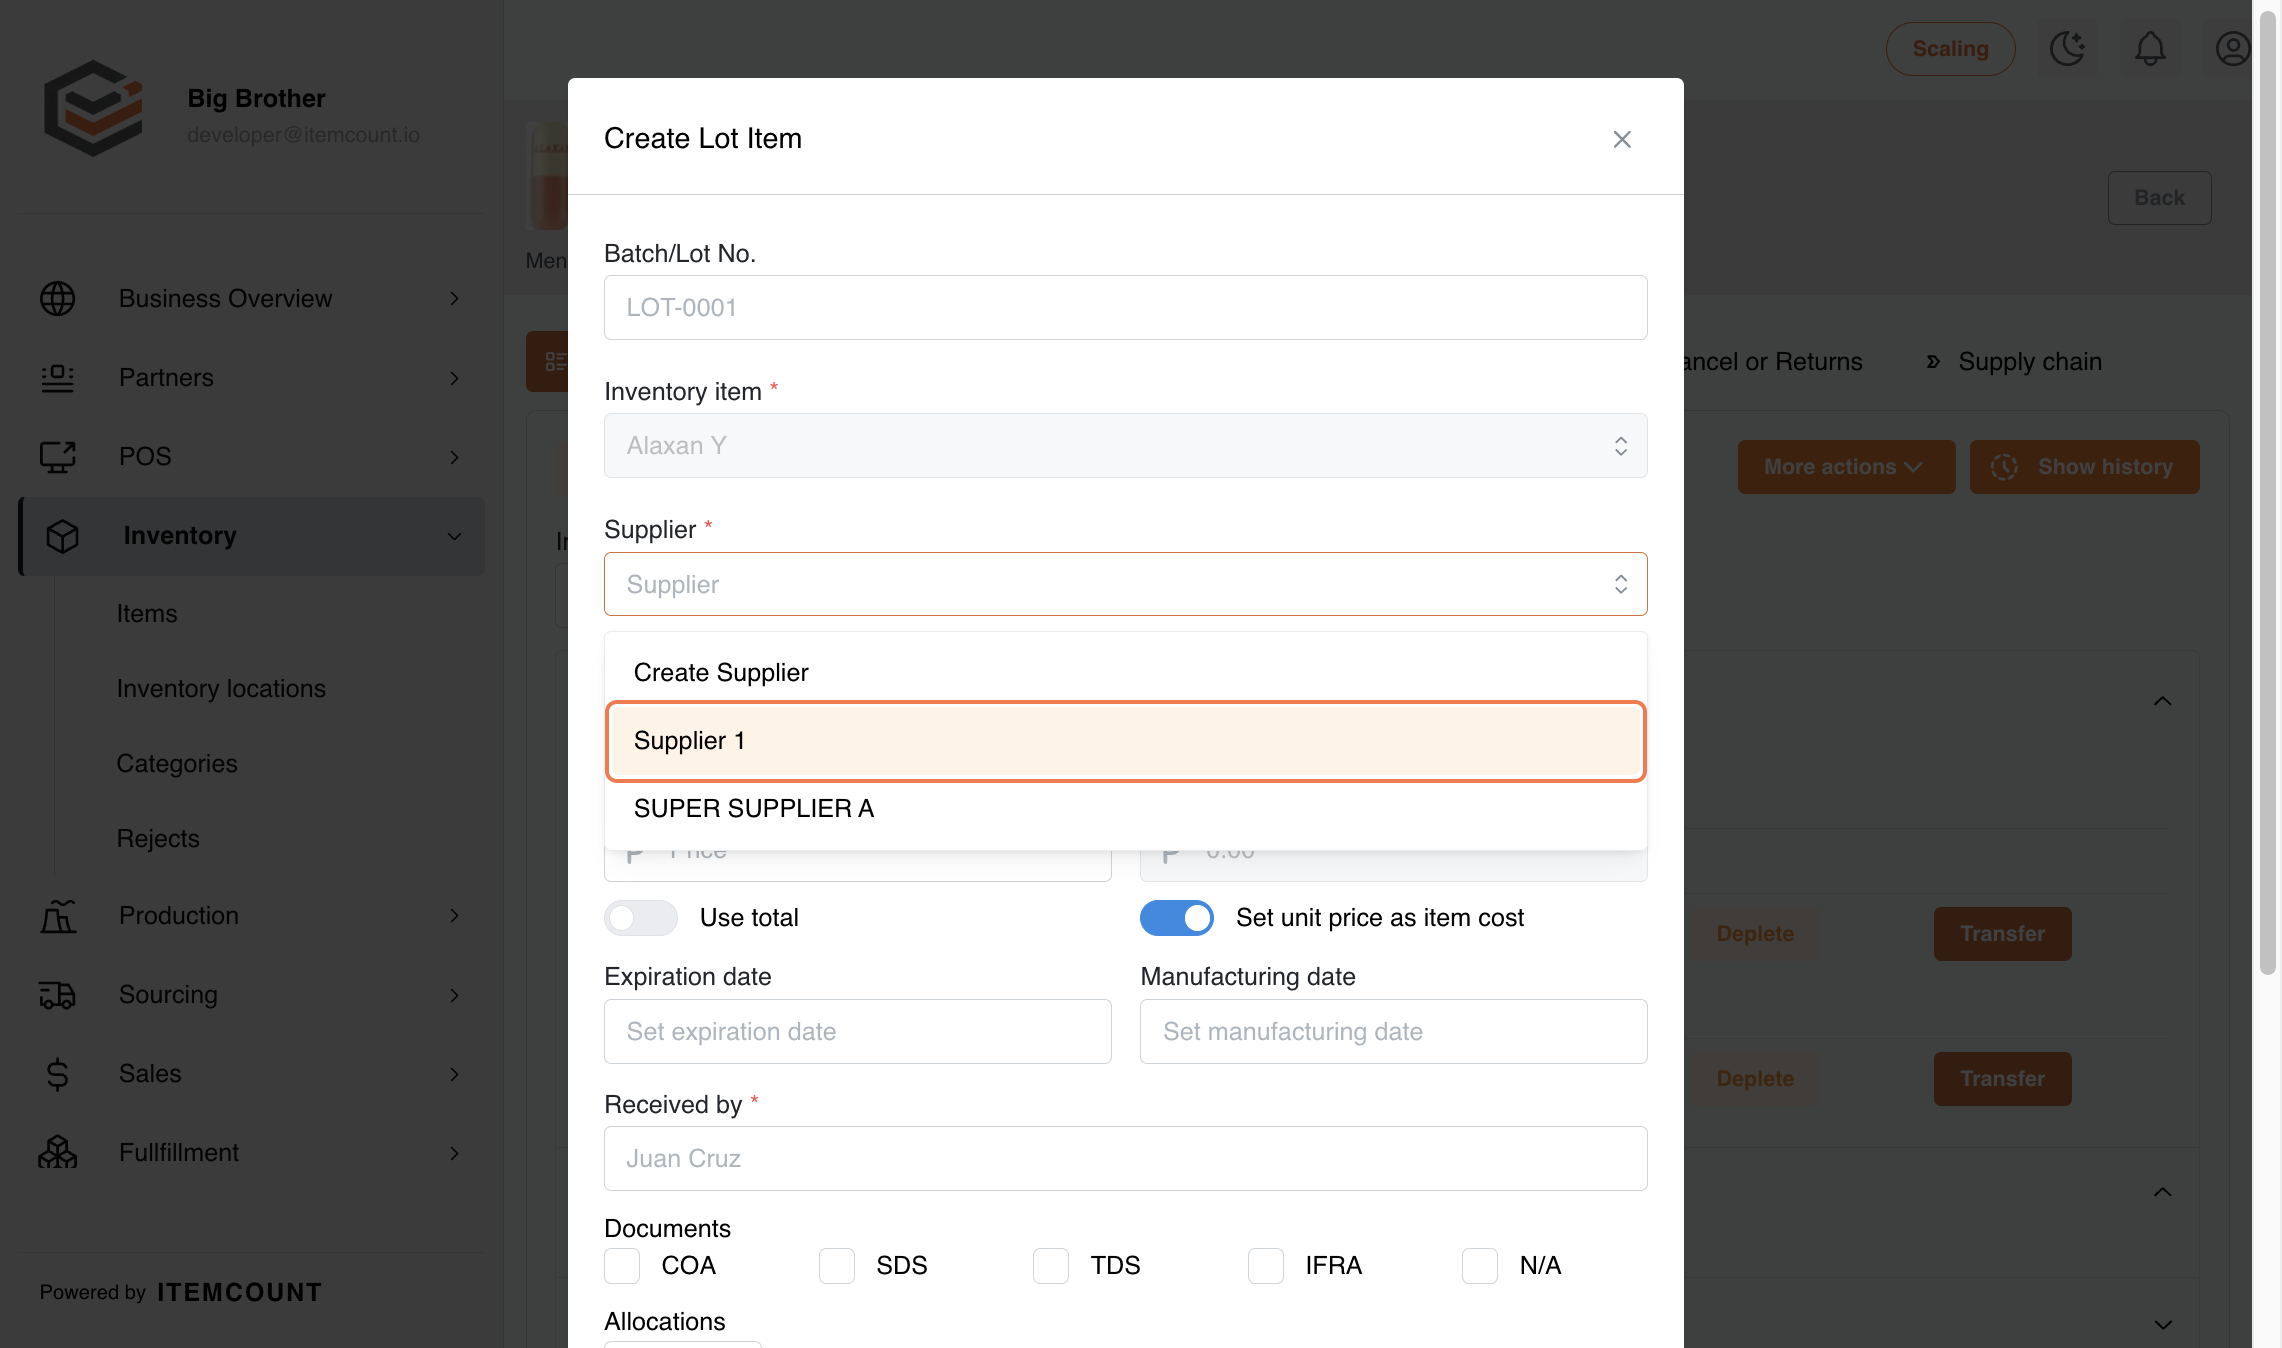 Big Brother
developer@itemcount.io
Scaling
Back
Men
Business Overview
Partners
POS
Inventory
Items
Inventory locations
Categories
Rejects
Production
Sourcing
Sales
Fullfillment
Powered by ITEMCOUNT
Create Lot Item
Batch/Lot No.
LOT-0001
Inventory item *
Alaxan Y
Supplier *
Supplier
Create Supplier
Supplier 1
SUPER SUPPLIER A
₱ Price ₱ 0.00
Use total Set unit price as item cost
Expiration date Manufacturing date
Set expiration date Set manufacturing date
Received by *
Juan Cruz
Documents
COA SDS TDS IFRA N/A
Allocations
ancel or Returns Supply chain
More actions Show history
Deplete Transfer
Deplete Transfer